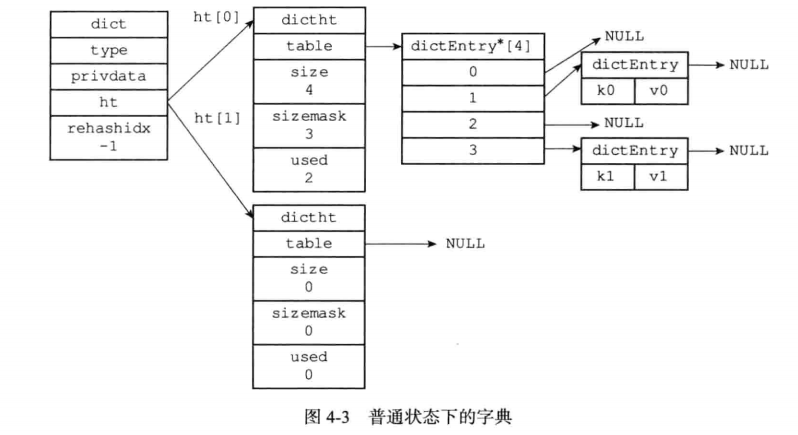 dict
type
privdata
ht
rehashidx
-1
ht[0]
ht[1]
dictht
table
size
4
sizemask
3
used
2
dictht
table
size
0
sizemask
0
used
0
NULL
dictEntry*[4]
0
1
2
3
NULL
dictEntry
k0 v0
NULL
NULL
dictEntry
k1 v1
NULL
图 4-3 普通状态下的字典